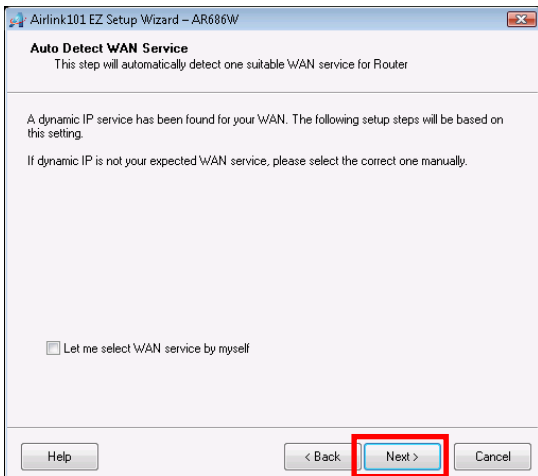 Airlink101 EZ Setup Wizard – AR686W
Auto Detect WAN Service
This step will automatically detect one suitable WAN service for Router
A dynamic IP service has been found for your WAN. The following setup steps will be based on
this setting.
If dynamic IP is not your expected WAN service, please select the correct one manually.
Let me select WAN service by myself
Help
< Back
Next >
Cancel